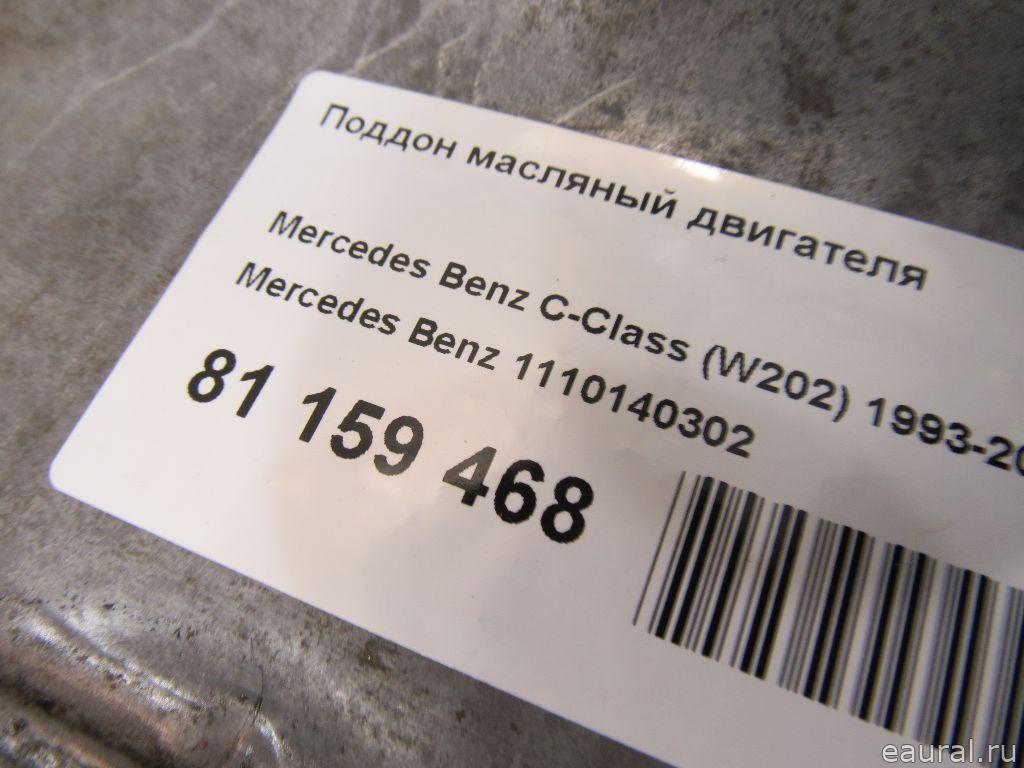 Поддон масляный двигателя
Mercedes Benz C-Class (W202) 1993-20
Mercedes Benz 1110140302
81 159 468
eaural.ru